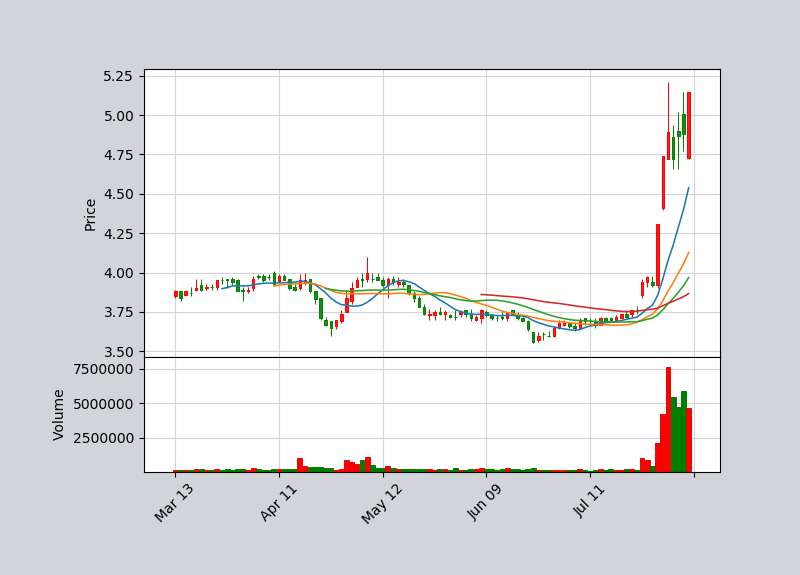 5.25
5.00
4.75
4.50
4.25
4.00
3.75
3.50
Price
7500000
5000000
2500000
Volume
Mar 13
Apr 11
May 12
Jun 09
Jul 11